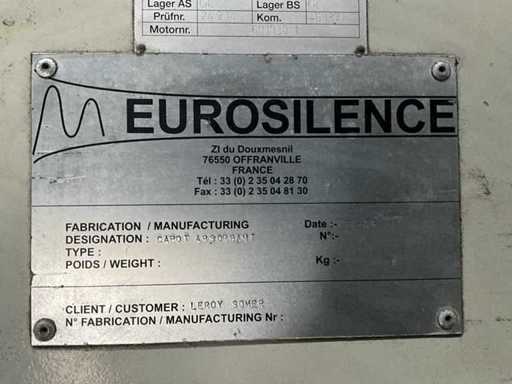 Lager AS
Lager BS
Prüfnr.
Kom.
Motornr.
EUROSILENCE
ZI du Douxmesnil
76550 OFFRANVILLE
FRANCE
Tél : 33 (0) 2 35 04 28 70
Fax : 33 (0) 2 35 04 81 30
FABRICATION / MANUFACTURING Date :-
DESIGNATION : CAPOT ABSORBANT N°:-
TYPE :
POIDS / WEIGHT : Kg :-
CLIENT / CUSTOMER : LEROY SOMER
N° FABRICATION / MANUFACTURING Nr :